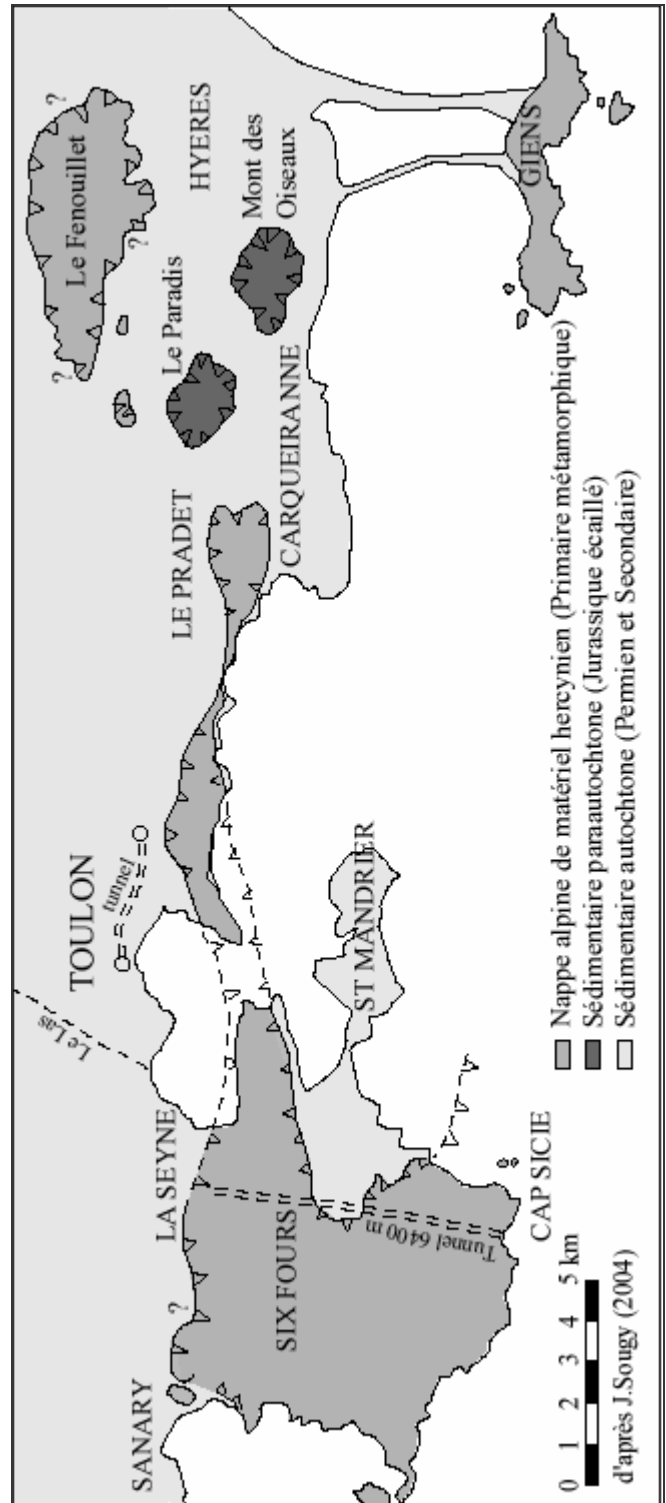 ?
Le Fenouillet
?
?
HYERES
Mont des
Oiseaux
Le Paradis
LE PRADET
CARQUEIRANNE
GIENS
TOULON
tunnel
Le Las
ST MANDRIER
LA SEYNE
SIX FOURS
Tunnel 6400 m
CAP SICIE
SANARY
?
Nappe alpine de matériel hercynien (Primaire métamorphique)
Sédimentaire paraautochtone (Jurassique écaillé)
Sédimentaire autochtone (Permien et Secondaire)
0 1 2 3 4 5 km
d'après J.Sougy (2004)